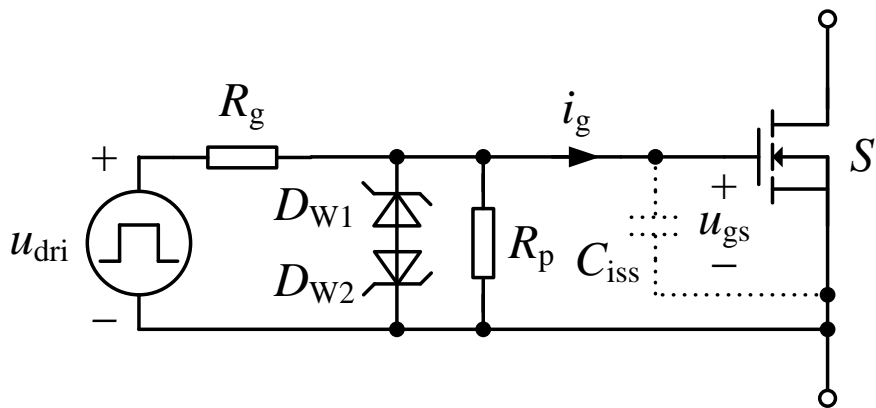 R_g
i_g
S
+
u_dri
−
D_W1
D_W2
R_p
C_iss
+
u_gs
−